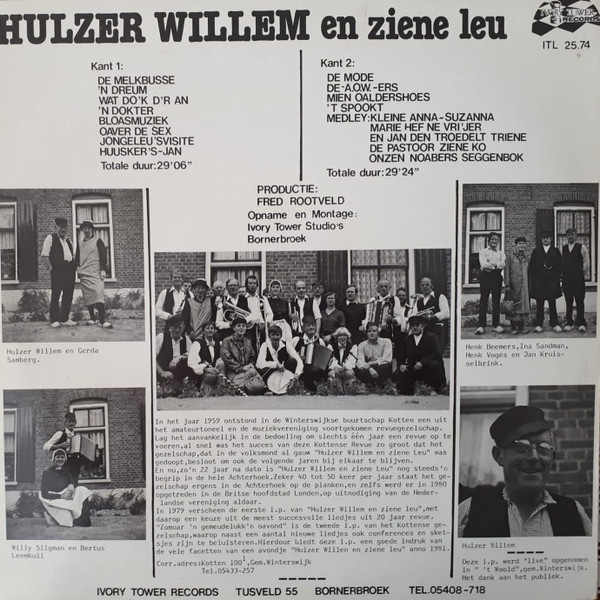 HULZER WILLEM en ziene leu
IVORY TOWER
RECORDS
ITL 25.74
Kant 1:
DE MELKBUSSE
'N DREUM
WAT DO'K D'R AN
'N DOKTER
BLOASMUZIEK
OAVER DE SEX
JONGELEU'SVISITE
HUUSKER'S-JAN
Totale duur:29'06"
Kant 2:
DE MODE
DE-A.O.W.-ERS
MIEN OALDERSHOES
'T SPOOKT
MEDLEY:KLEINE ANNA-SUZANNA
MARIE HEF NE VRI'JER
EN JAN DEN TROEDELT TRIENE
DE PASTOOR ZIENE KO
ONZEN NOABERS SEGGENBOK
Totale duur:29'24"
PRODUCTIE:
FRED ROOTVELD
Opname en Montage:
Ivory Tower Studio's
Bornerbroek
Hulzer Willem en Gerda
Samberg.
Henk Beemers,Ina Sandman,
Henk Voges en Jan Kruis-
selbrink.
Willy Sligman en Bertus
Leemkuil
In het jaar 1959 ontstond in de Winterswijkse buurtschap Kotten een uit
het amateurtoneel en de muziekvereniging voortgekomen revuegezelschap.
Lag het aanvankelijk in de bedoeling om slechts één jaar een revue op te
voeren,al snel was het succes van deze Kottense Revue zo groot dat het
gezelschap,dat in de volksmond al gauw "Hulzer Willem en ziene Leu" was
gedoopt,besloot om ook de volgende jaren bij elkaar te blijven.
En nu,zo'n 22 jaar na dato is "Hulzer Willem en ziene leu" nog steeds'n
begrip in de hele Achterhoek.Zeker 40 tot 50 keer per jaar staat het ge-
zelschap ergens in de Achterhoek op de planken,en zelfs werd er in 1980
opgetreden in de Britse hoofdstad Londen,op uitnodiging van de Neder-
landse vereniging aldaar.
In 1979 verscheen de eerste l.p. van "Hulzer Willem en ziene leu",met
daarop een keuze uit de meest succesvolle liedjes uit 20 jaar revue.
"Zomoar 'n gemeudelukk'n oavond" is de tweede l.p. van het Kottense ge-
zelschap,waarop naast een aantal nieuwe liedjes ook conferences en sket-
sjes zijn te beluisteren.Hierdoor biedt deze l.p. een goede indruk van
de vele facetten van een avondje "Hulzer Willem en ziene leu" anno 1981.
Corr.adres:Kotten 100,Gem.Winterswijk
Tel.05433-257
Hulzer Willem
Deze l.p. werd "live" opgenomen
in " 't Woold",gem.Winterswijk.
Het dank aan het publiek.
IVORY TOWER RECORDS TUSVELD 55 BORNERBROEK TEL.05408-718